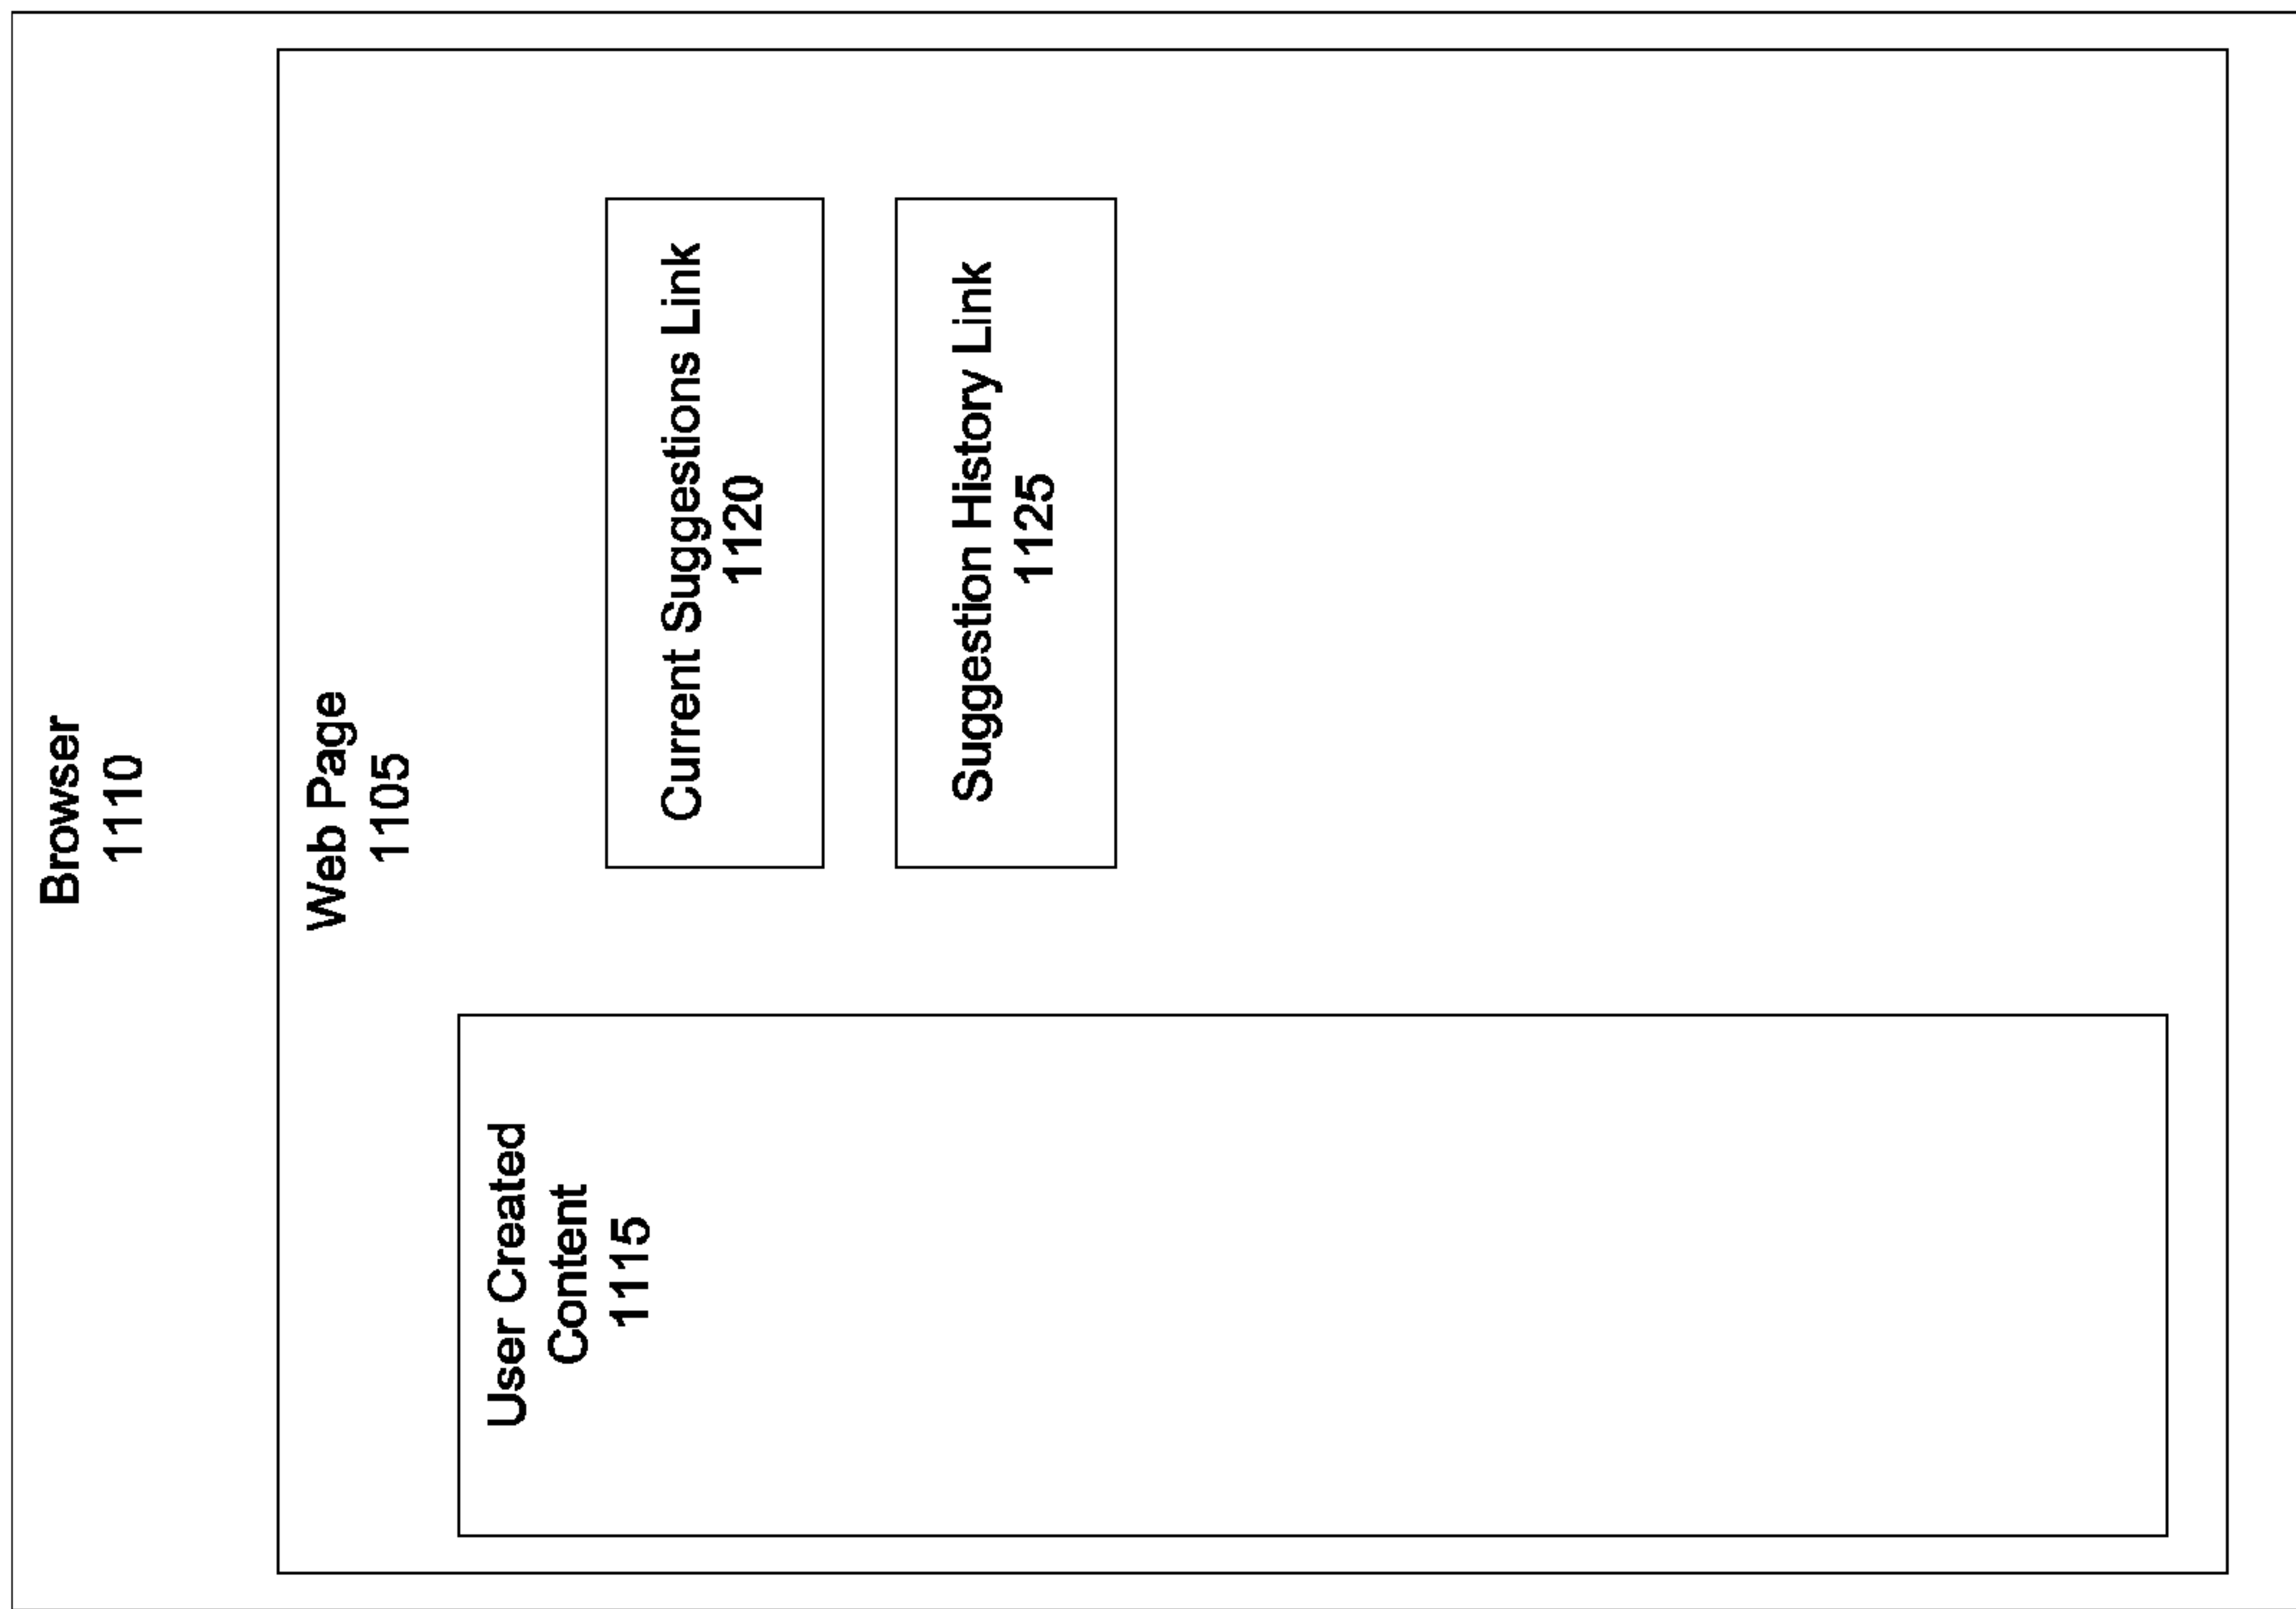 Browser
1110
Web Page
1105
User Created
Content
1115
Current Suggestions Link
1120
Suggestion History Link
1125